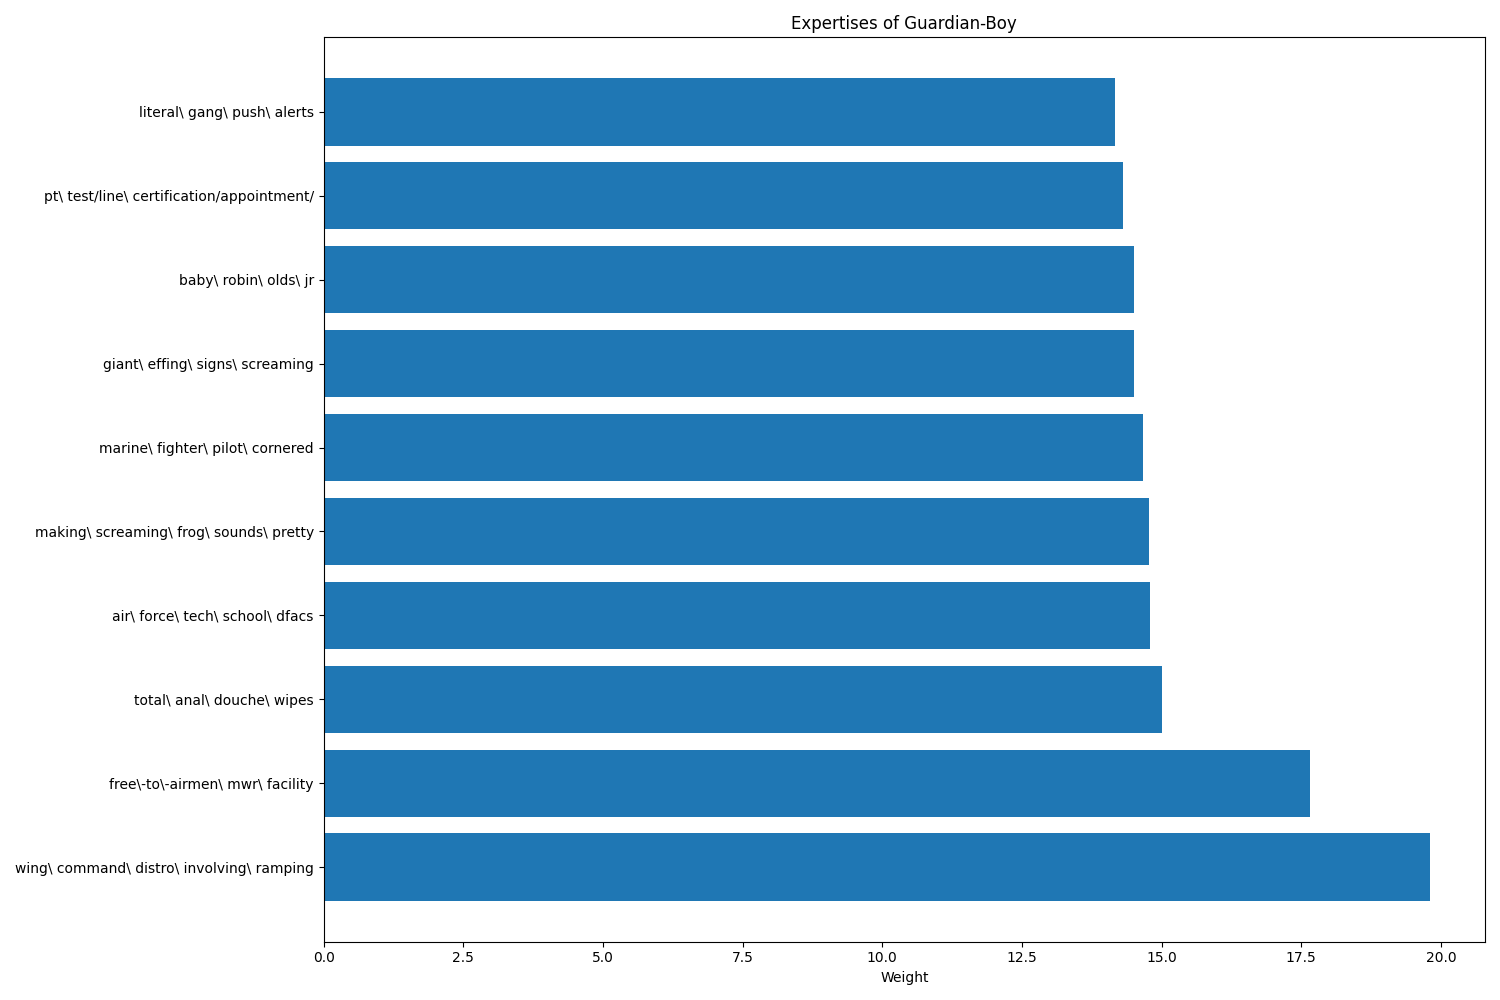 Expertises of Guardian-Boy
literal\ gang\ push\ alerts
pt\ test/line\ certification/appointment/
baby\ robin\ olds\ jr
giant\ effing\ signs\ screaming
marine\ fighter\ pilot\ cornered
making\ screaming\ frog\ sounds\ pretty
air\ force\ tech\ school\ dfacs
total\ anal\ douche\ wipes
free\-to\-airmen\ mwr\ facility
wing\ command\ distro\ involving\ ramping
0.0 2.5 5.0 7.5 10.0 12.5 15.0 17.5 20.0
Weight